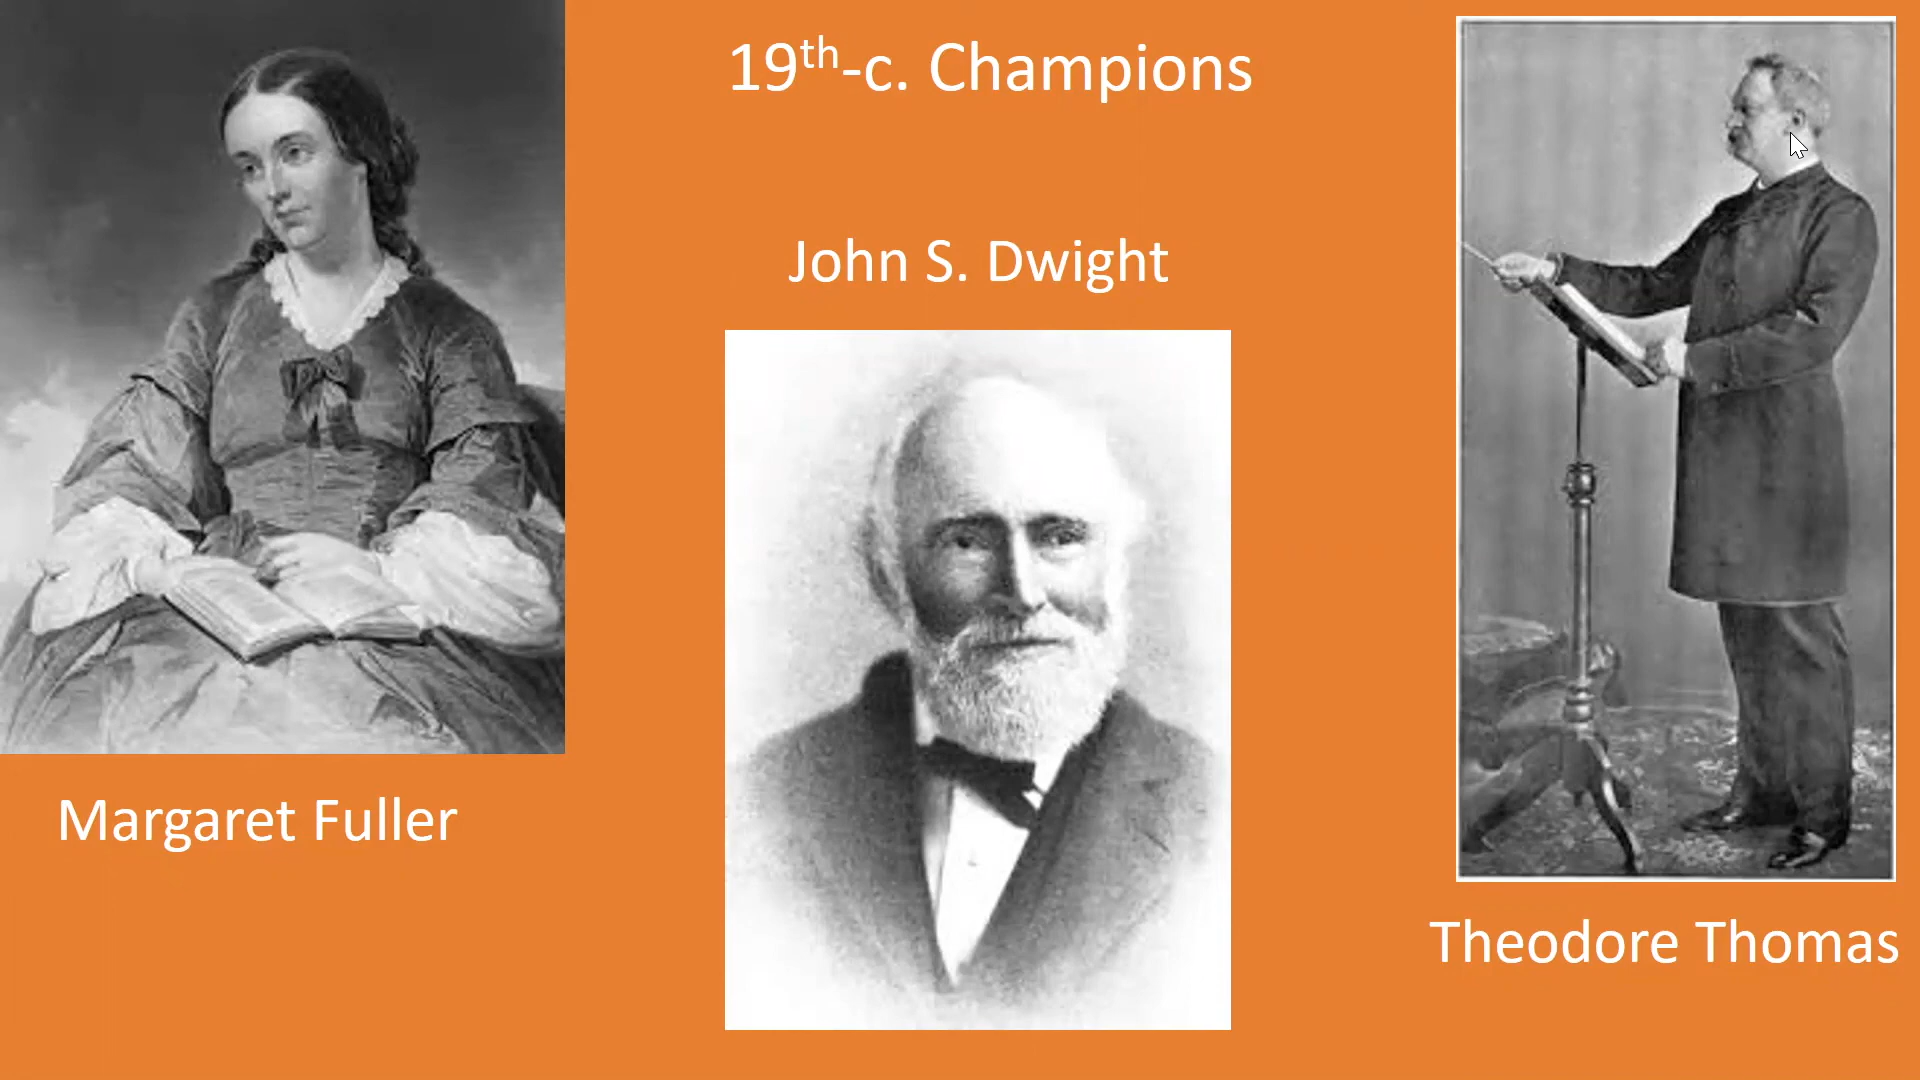 19th-c. Champions
John S. Dwight
Margaret Fuller
Theodore Thomas